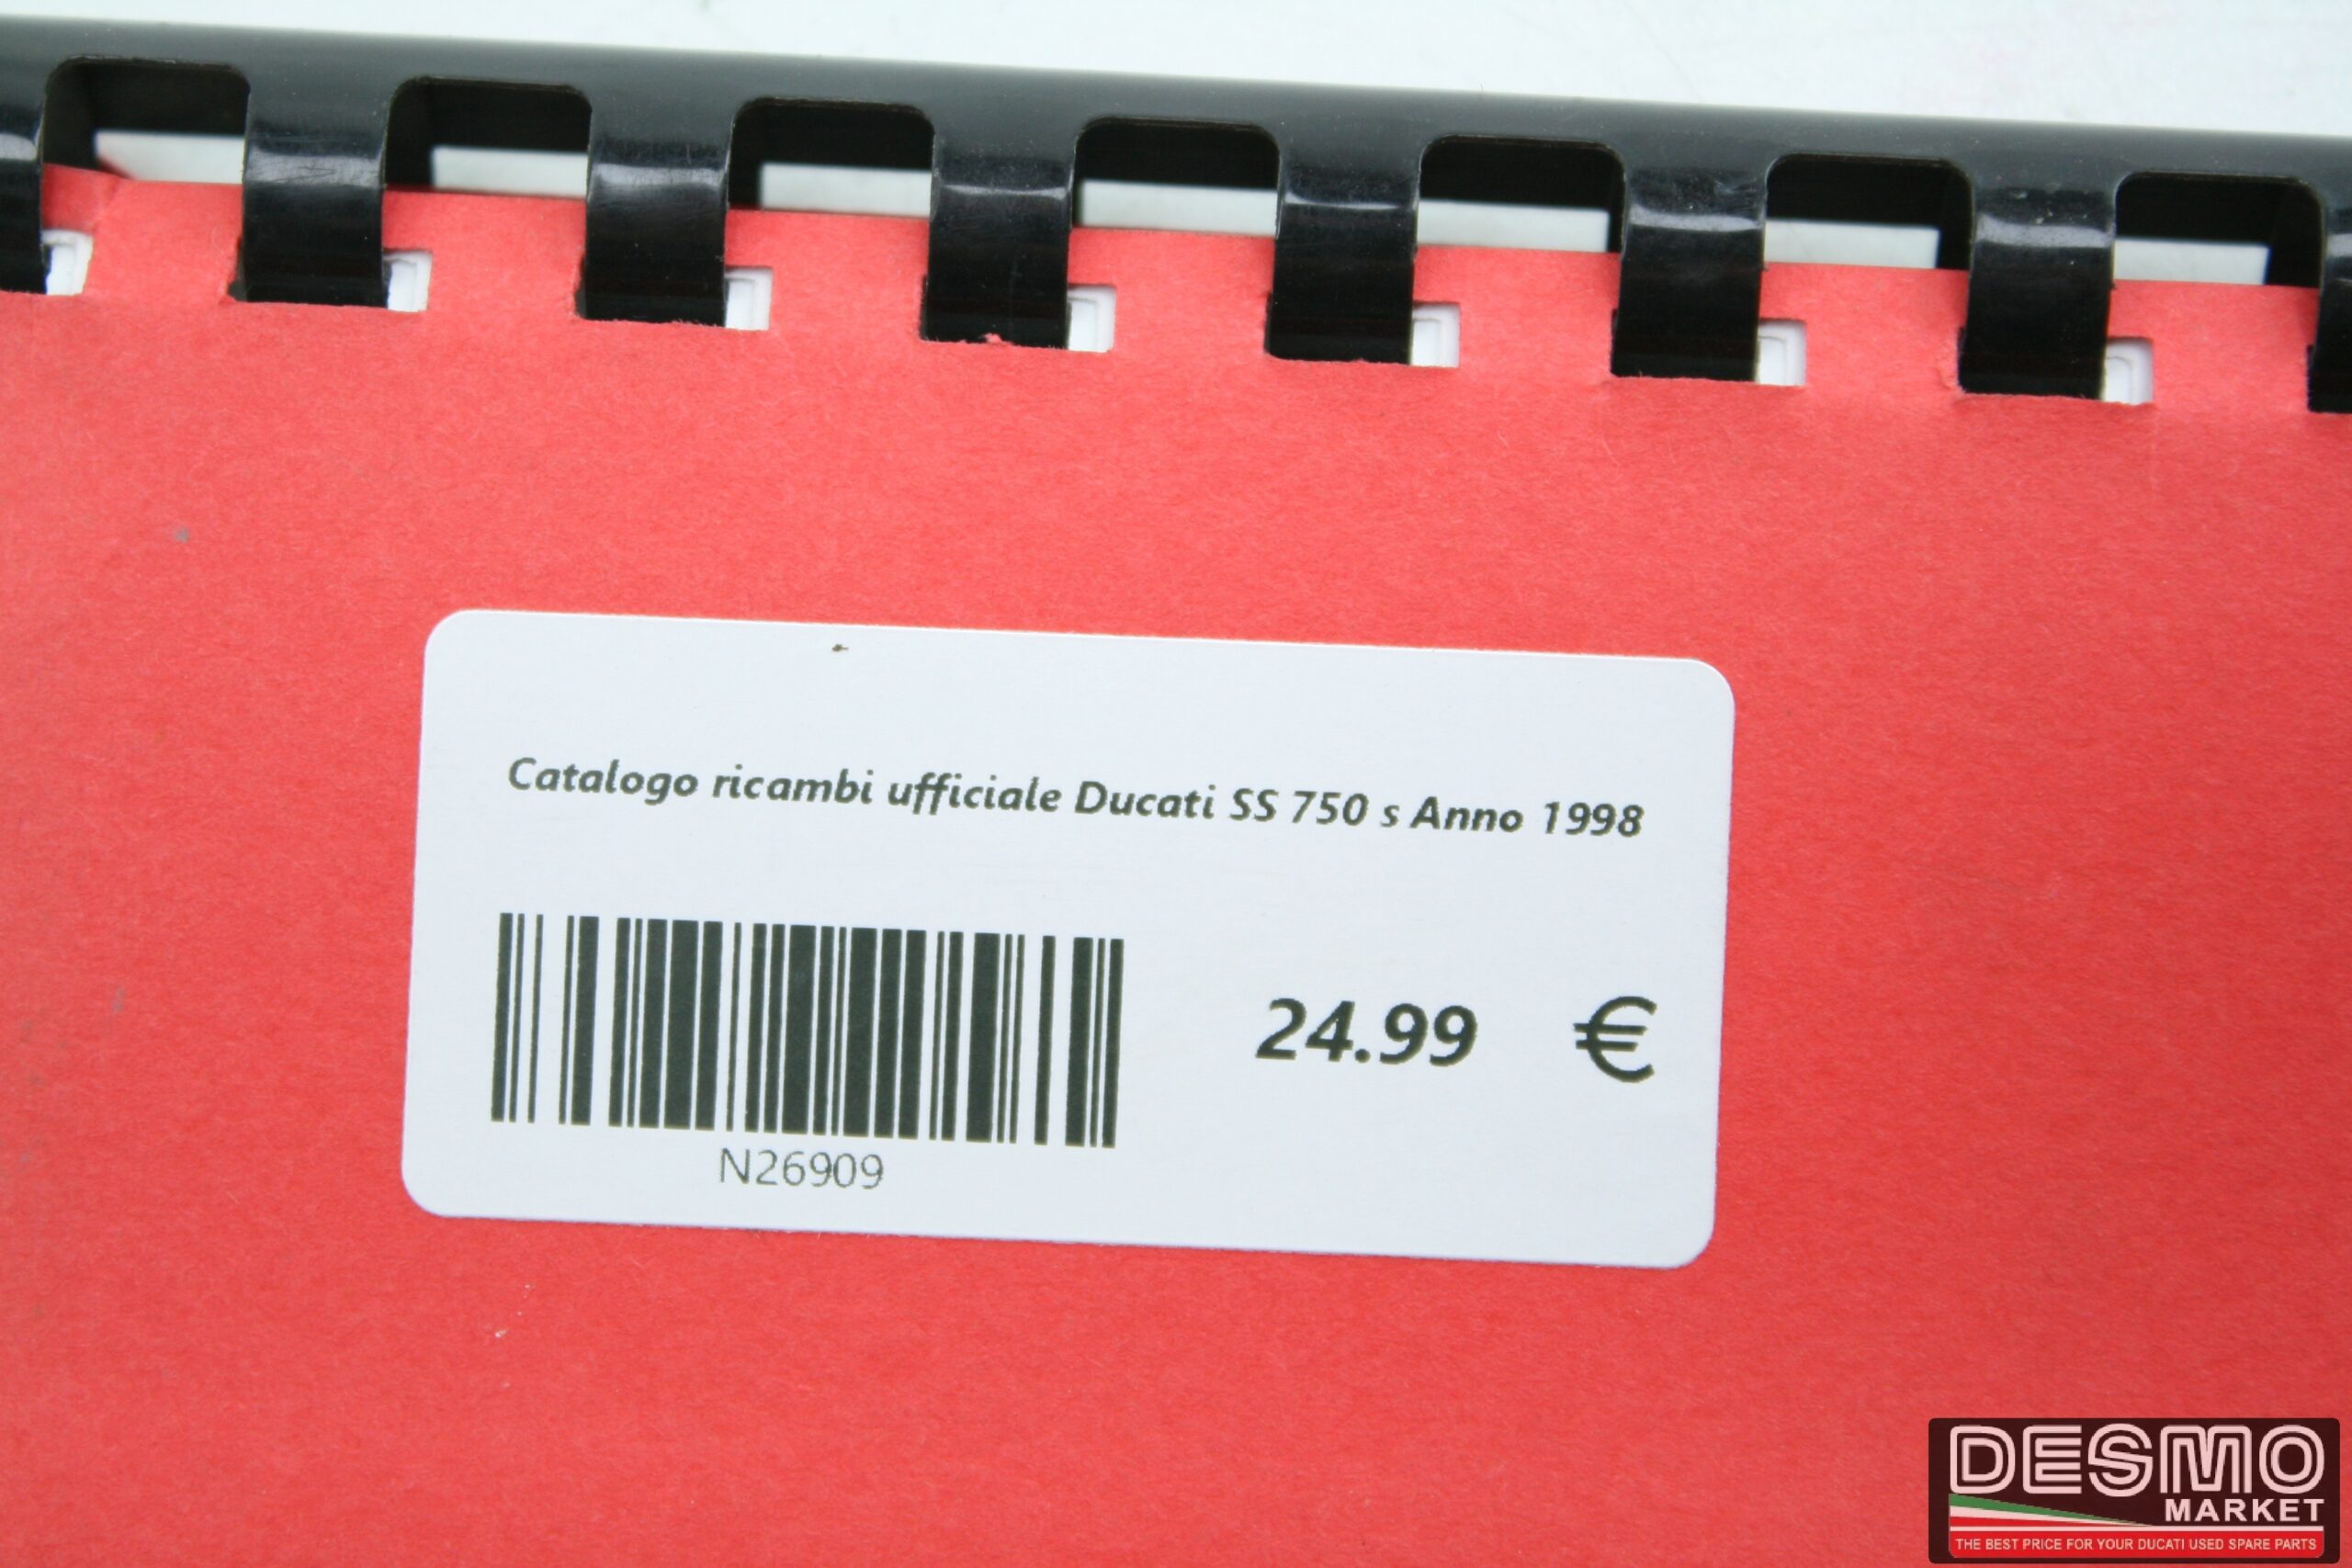 Catalogo ricambi ufficiale Ducati SS 750 s Anno 1998
24.99 €
N26909
DESMO
MARKET
THE BEST PRICE FOR YOUR DUCATI USED SPARE PARTS